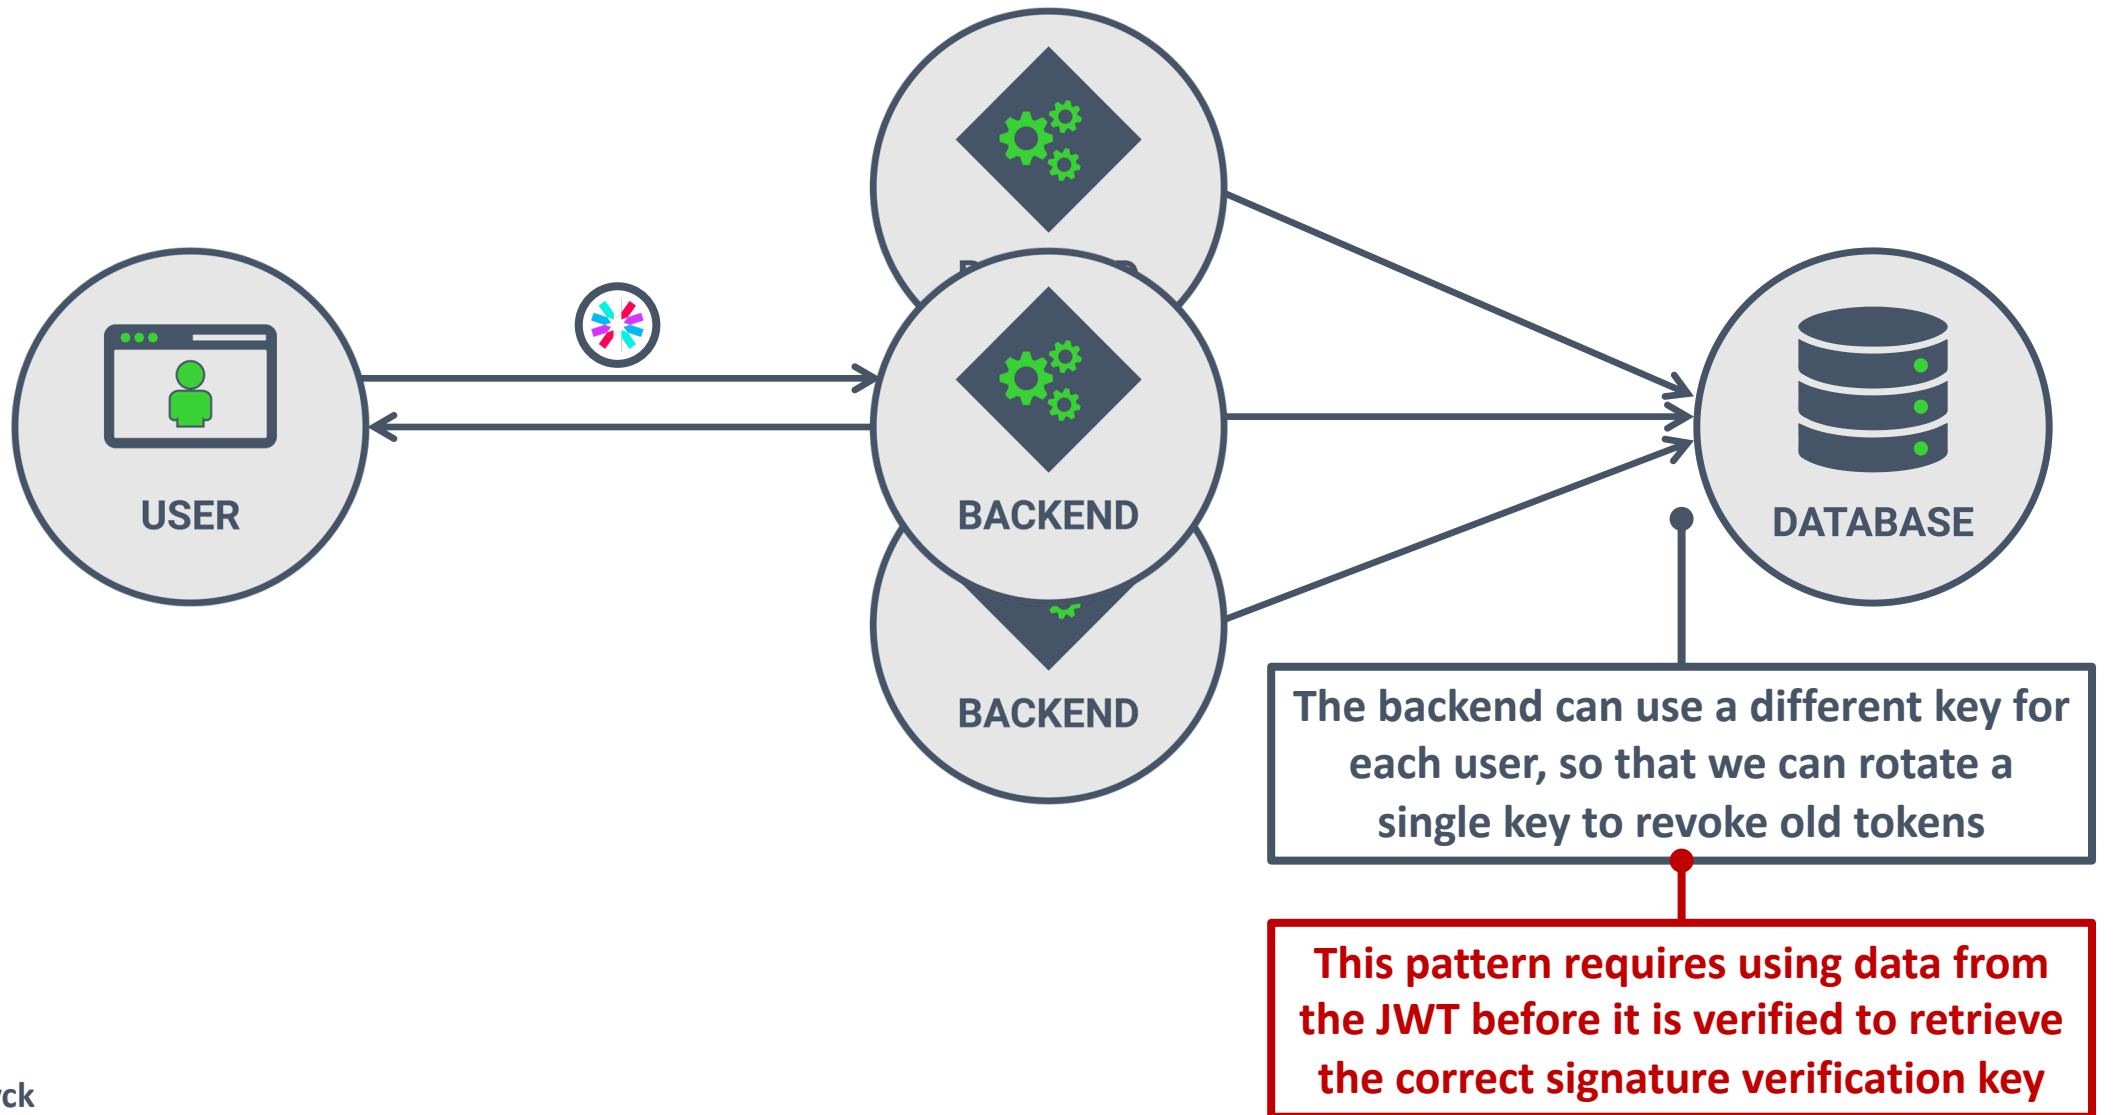 USER
BACKEND
BACKEND
DATABASE
The backend can use a different key for
each user, so that we can rotate a
single key to revoke old tokens
This pattern requires using data from
the JWT before it is verified to retrieve
the correct signature verification key